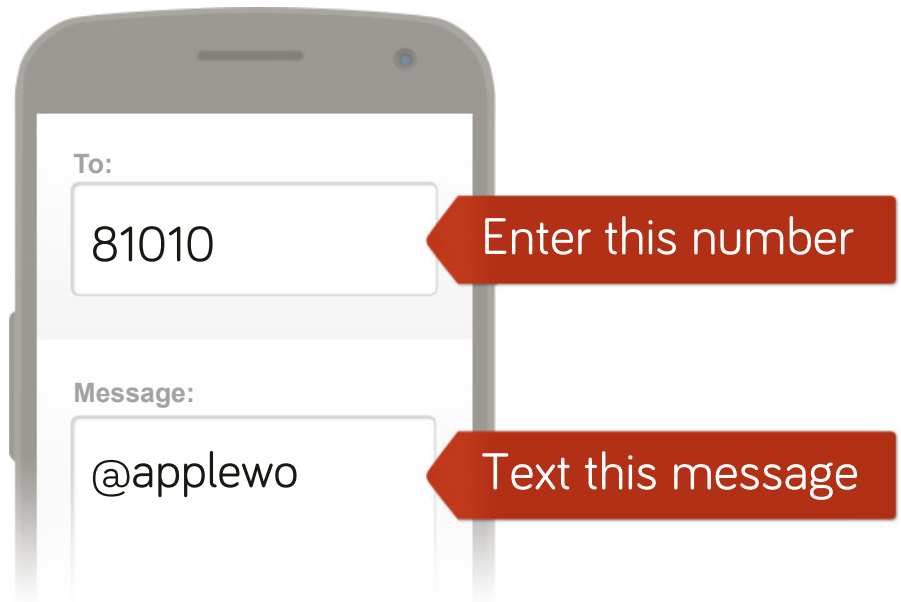 To:
81010
Enter this number
Message:
@applewo
Text this message